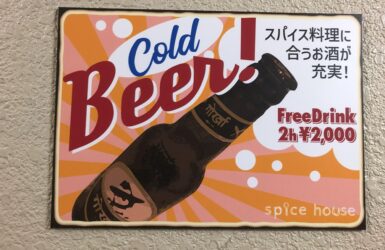 Cold
Beer!
スパイス料理に
合うお酒が
充実!
FreeDrink
2h¥2,000
spice house